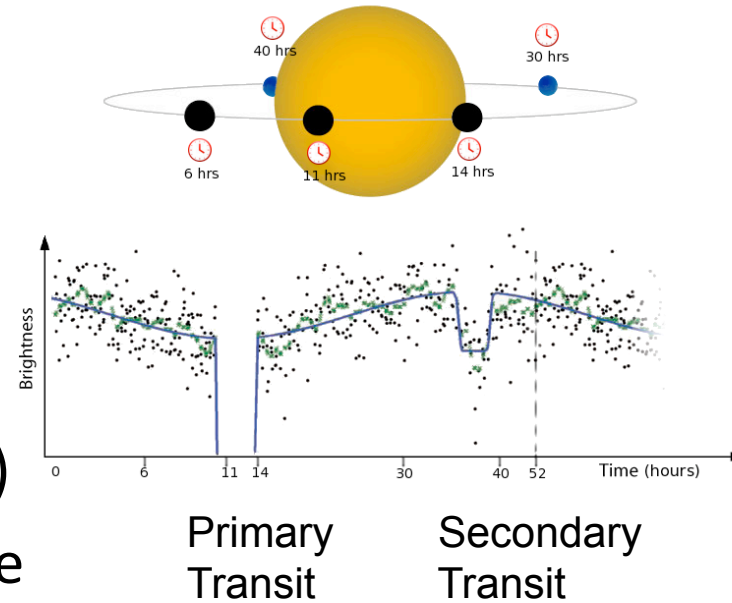 40 hrs
30 hrs
6 hrs
11 hrs
14 hrs
Brightness
0 6 11 14 30 40 52 Time (hours)
)
e
Primary Transit
Secondary Transit